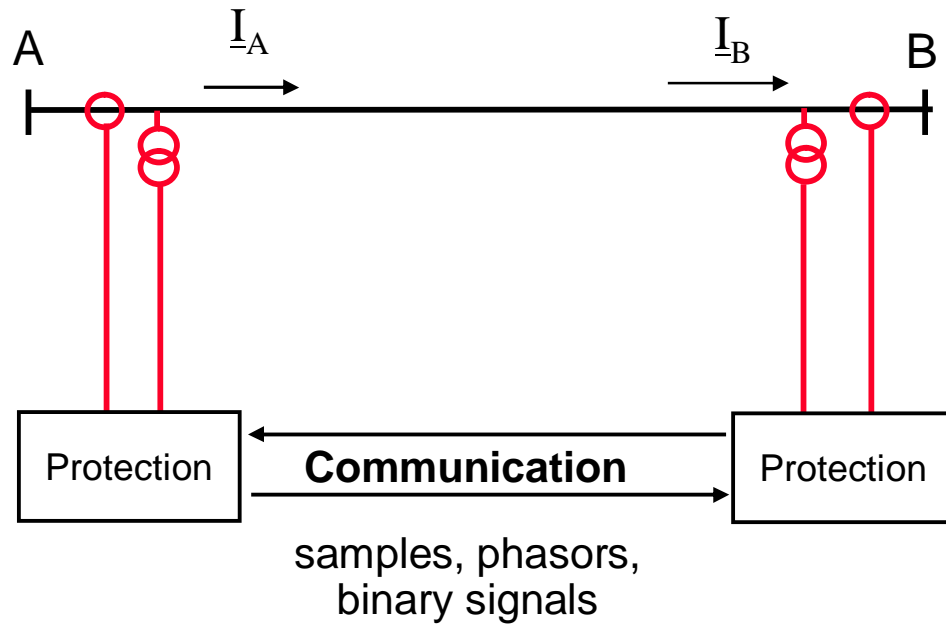 A
I_A
I_B
B
Protection
Communication
Protection
samples, phasors,
binary signals